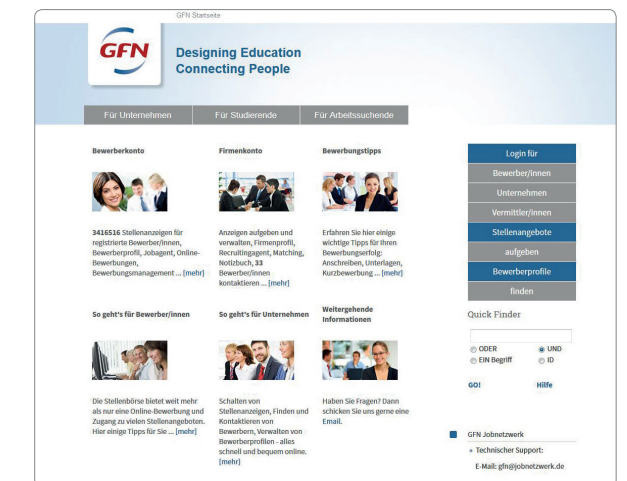 GFN Startseite
GFN
Designing Education
Connecting People
Für Unternehmen
Für Studierende
Für Arbeitssuchende
Bewerberkonto
3416516 Stellenanzeigen für
registrierte Bewerber/innen,
Bewerberprofil, Jobagent, Online-
Bewerbungen,
Bewerbungsmanagement ... [mehr]
Firmenkonto
Anzeigen aufgeben und
verwalten, Firmenprofil,
Recruitingagent, Matching,
Notizbuch, 33
Bewerber/innen
kontaktieren ... [mehr]
Bewerbungstipps
Erfahren Sie hier einige
wichtige Tipps für Ihren
Bewerbungserfolg:
Anschreiben, Unterlagen,
Kurzbewerbung ... [mehr]
So geht's für Bewerber/innen
Die Stellenbörse bietet weit mehr
als nur eine Online-Bewerbung und
Zugang zu vielen Stellenangeboten.
Hier einige Tipps für Sie ... [mehr]
So geht's für Unternehmen
Schalten von
Stellenanzeigen, Finden und
Kontaktieren von
Bewerbern, Verwalten von
Bewerberprofilen - alles
schnell und bequem online.
[mehr]
Weitergehende
Informationen
Haben Sie Fragen? Dann
schicken Sie uns gerne eine
Email.
Login für
Bewerber/innen
Unternehmen
Vermittler/innen
Stellenangebote
aufgeben
Bewerberprofile
finden
Quick Finder
ODER
UND
EIN Begriff
ID
GO!
Hilfe
GFN Jobnetzwerk
» Technischer Support:
E-Mail: gfn@jobnetzwerk.de